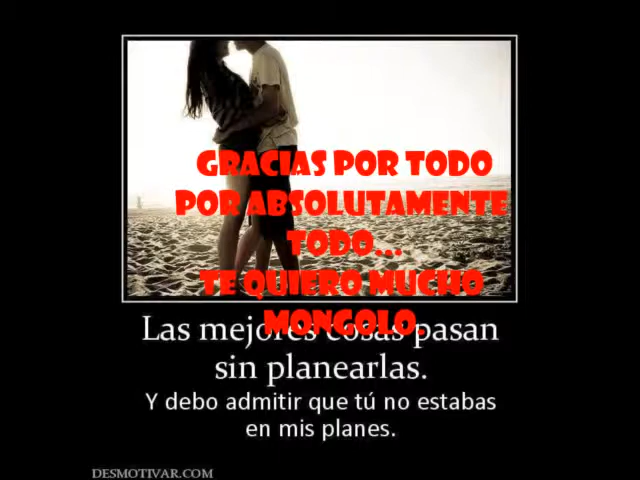 GRACIAS POR TODO
POR ABSOLUTAMENTE
TODO...
TE QUIERO MUCHO
MONGOLO.
Las mejores cosas pasan
sin planearlas.
Y debo admitir que tú no estabas
en mis planes.
DESMOTIVAR.COM